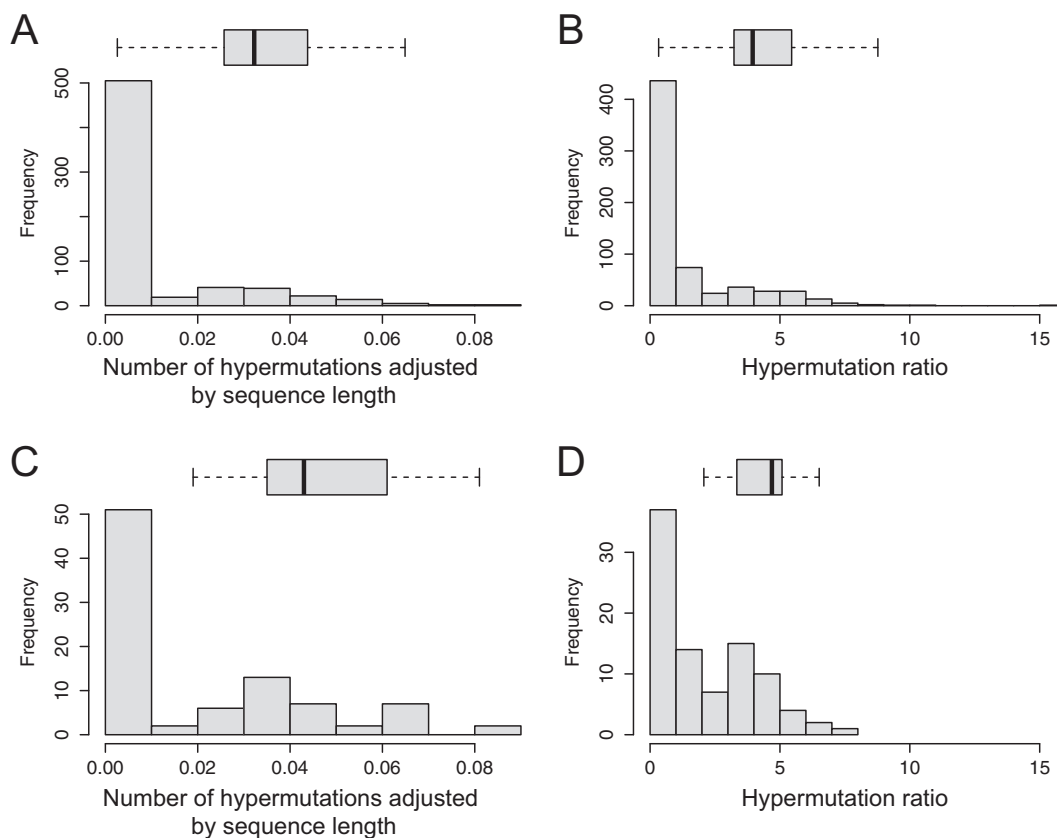 A
B
Frequency
0 100 300 500
0.00 0.02 0.04 0.06 0.08
Number of hypermutations adjusted
by sequence length
Frequency
0 100 200 300 400
0 5 10 15
Hypermutation ratio
C
D
Frequency
0 10 20 30 40 50
0.00 0.02 0.04 0.06 0.08
Number of hypermutations adjusted
by sequence length
Frequency
0 10 20 30
0 5 10 15
Hypermutation ratio